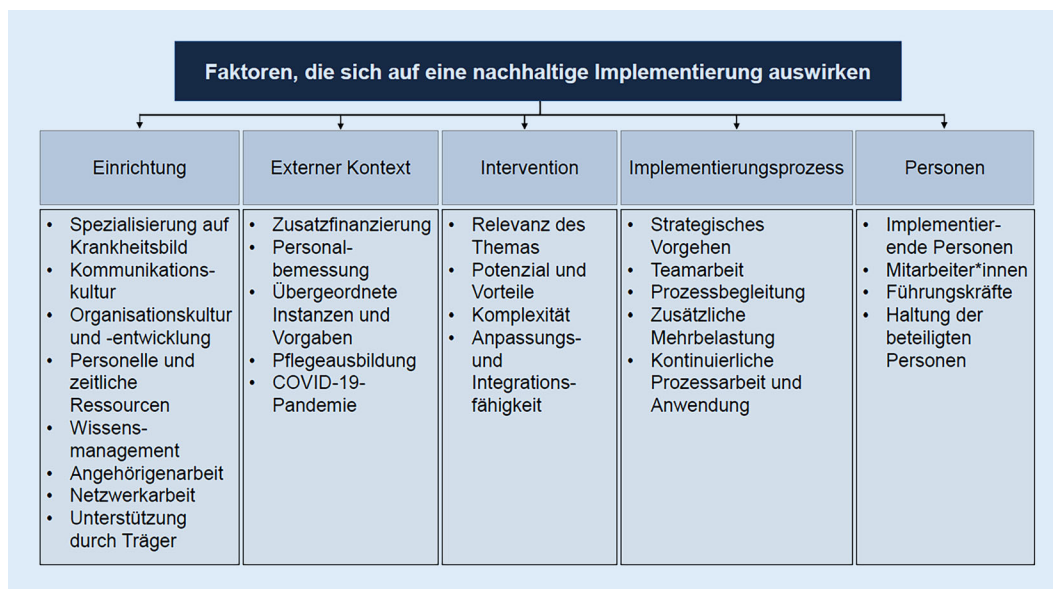 Faktoren, die sich auf eine nachhaltige Implementierung auswirken
Einrichtung
• Spezialisierung auf
Krankheitsbild
• Kommunikations-
kultur
• Organisationskultur
und -entwicklung
• Personelle und
zeitliche
Ressourcen
• Wissens-
management
• Angehörigenarbeit
• Netzwerkarbeit
• Unterstützung
durch Träger
Externer Kontext
• Zusatzfinanzierung
• Personal-
bemessung
• Übergeordnete
Instanzen und
Vorgaben
• Pflegeausbildung
• COVID-19-
Pandemie
Intervention
• Relevanz des
Themas
• Potenzial und
Vorteile
• Komplexität
• Anpassungs-
und
Integrations-
fähigkeit
Implementierungsprozess
• Strategisches
Vorgehen
• Teamarbeit
• Prozessbegleitung
• Zusätzliche
Mehrbelastung
• Kontinuierliche
Prozessarbeit und
Anwendung
Personen
• Implementier-
ende Personen
• Mitarbeiter*innen
• Führungskräfte
• Haltung der
beteiligten
Personen